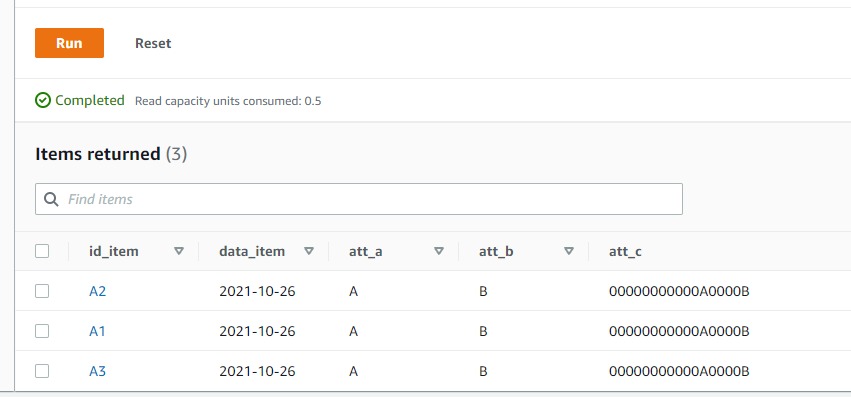 Run Reset
Completed Read capacity units consumed: 0.5
Items returned (3)
Find items
id_item data_item att_a att_b att_c
A2 2021-10-26 A B 00000000000A0000B
A1 2021-10-26 A B 00000000000A0000B
A3 2021-10-26 A B 00000000000A0000B